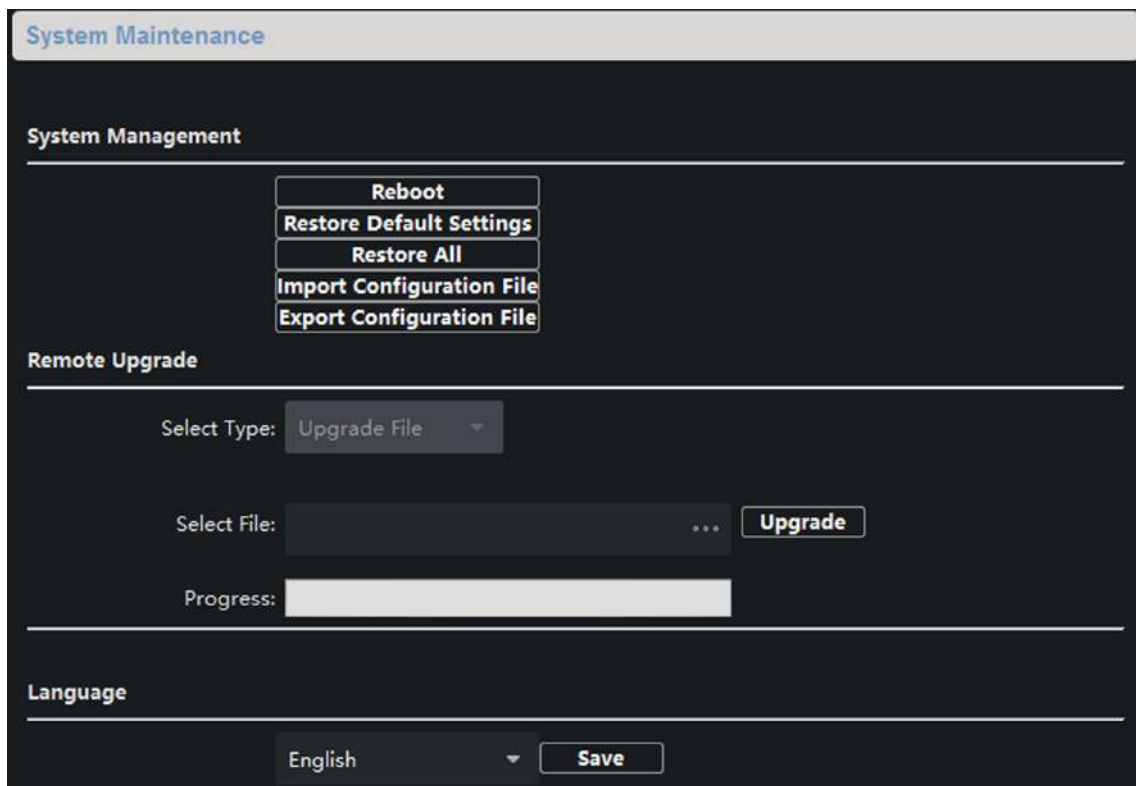 System Maintenance
System Management
Reboot
Restore Default Settings
Restore All
Import Configuration File
Export Configuration File
Remote Upgrade
Select Type: Upgrade File
Select File: ... Upgrade
Progress:
Language
English Save